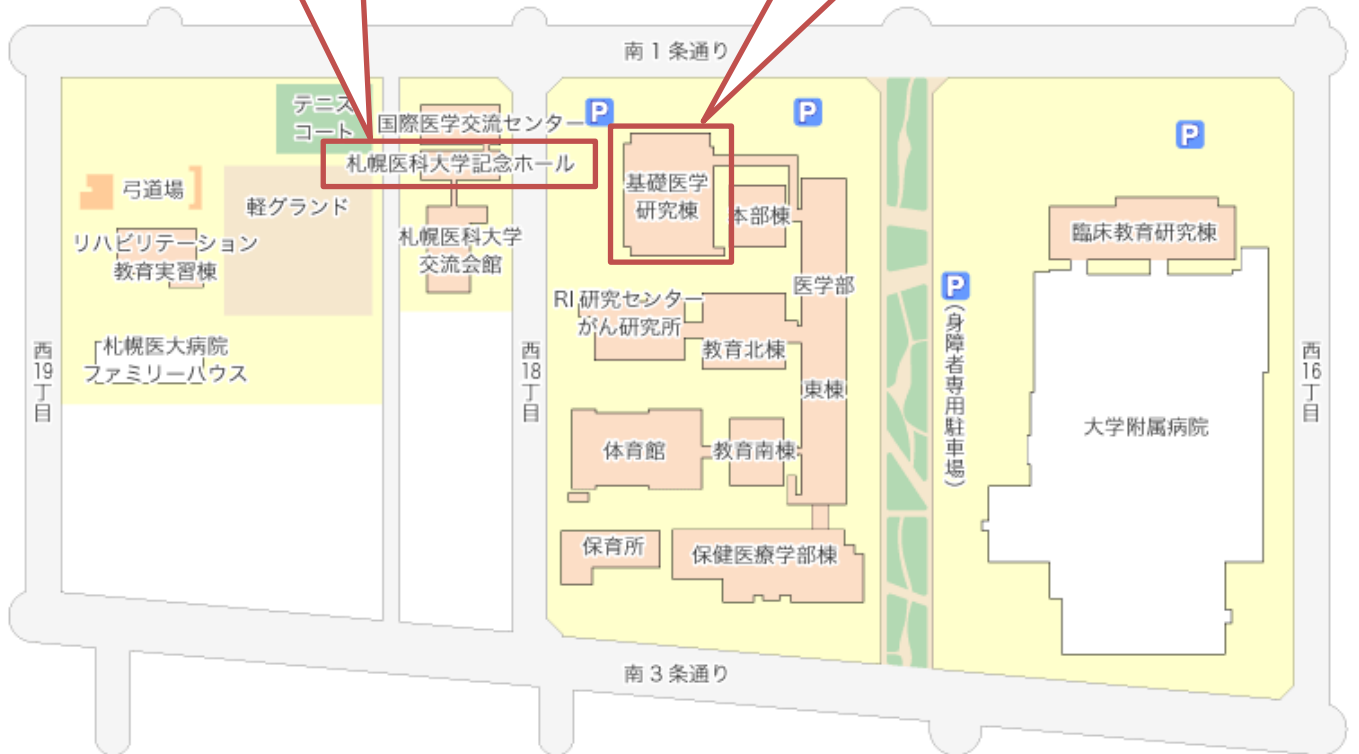 南1条通り
テニス
コート
国際医学交流センター
P
P
P
札幌医科大学記念ホール
弓道場
軽グランド
基礎医学
研究棟
本部棟
リハビリテーション
教育実習棟
札幌医科大学
交流会館
臨床教育研究棟
医学部
東棟
RI研究センター
がん研究所
教育北棟
P
(身障者専用駐車場)
札幌医大病院
ファミリーハウス
西19丁目
西18丁目
西16丁目
体育館
教育南棟
大学附属病院
保育所
保健医療学部棟
南3条通り